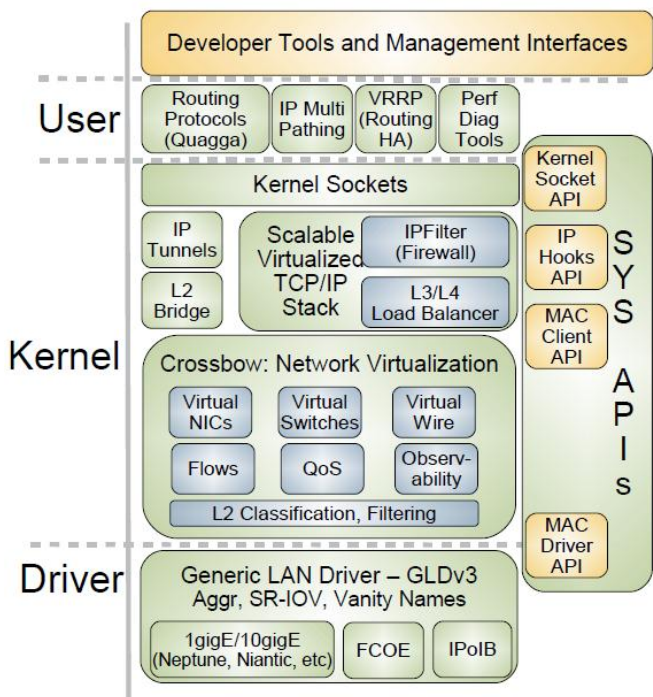 Developer Tools and Management Interfaces
User
Routing
Protocols
(Quagga)
IP Multi
Pathing
VRRP
(Routing
HA)
Perf
Diag
Tools
Kernel
Kernel Sockets
IP
Tunnels
L2
Bridge
Scalable
Virtualized
TCP/IP
Stack
IPFilter
(Firewall)
L3/L4
Load Balancer
Crossbow: Network Virtualization
Virtual
NICs
Virtual
Switches
Virtual
Wire
Flows
QoS
Observ-
ability
L2 Classification, Filtering
Kernel
Socket
API
IP
Hooks
API
MAC
Client
API
MAC
Driver
API
SYS APIs
Driver
Generic LAN Driver – GLDv3
Aggr, SR-IOV, Vanity Names
1gigE/10gigE
(Neptune, Niantic, etc)
FCOE
IPoIB